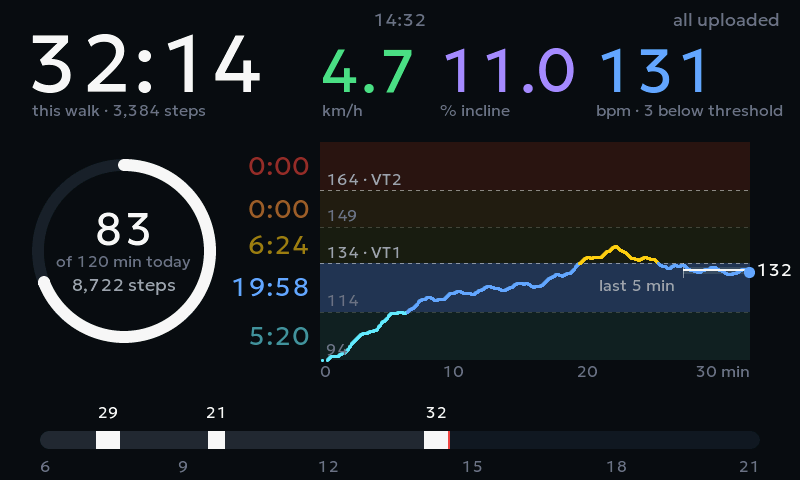 14:32
all uploaded
32:14
4.7
11.0
131
this walk · 3,384 steps
km/h
% incline
bpm · 3 below threshold
83
of 120 min today
8,722 steps
0:00
0:00
6:24
19:58
5:20
164 · VT2
149
134 · VT1
114
94
last 5 min
132
0
10
20
30 min
29
21
32
6
9
12
15
18
21